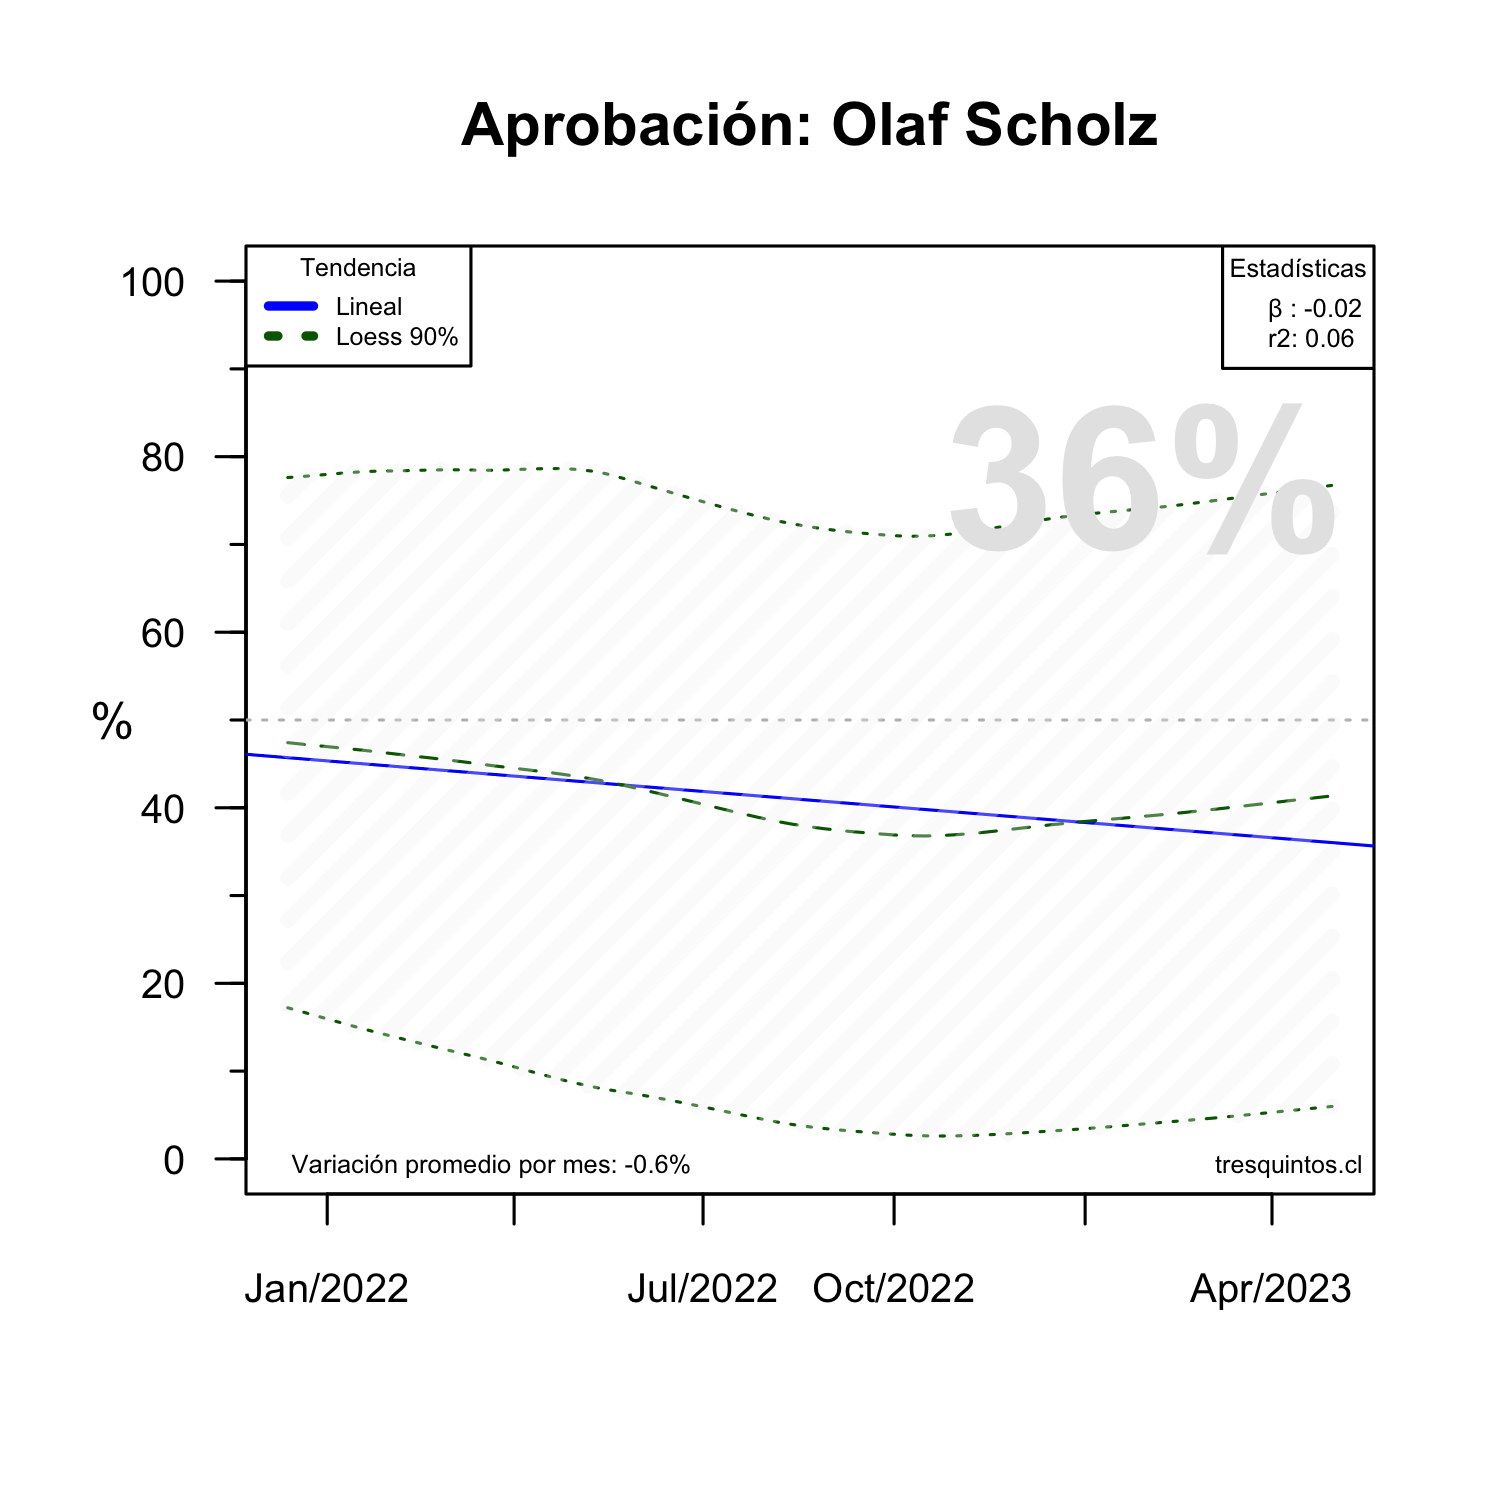 Aprobación: Olaf Scholz
Tendencia
Lineal
Loess 90%
Estadísticas
β : -0.02
r2: 0.06
36%
100
80
60
40
20
0
%
Variación promedio por mes: -0.6%
tresquintos.cl
Jan/2022 Jul/2022 Oct/2022 Apr/2023